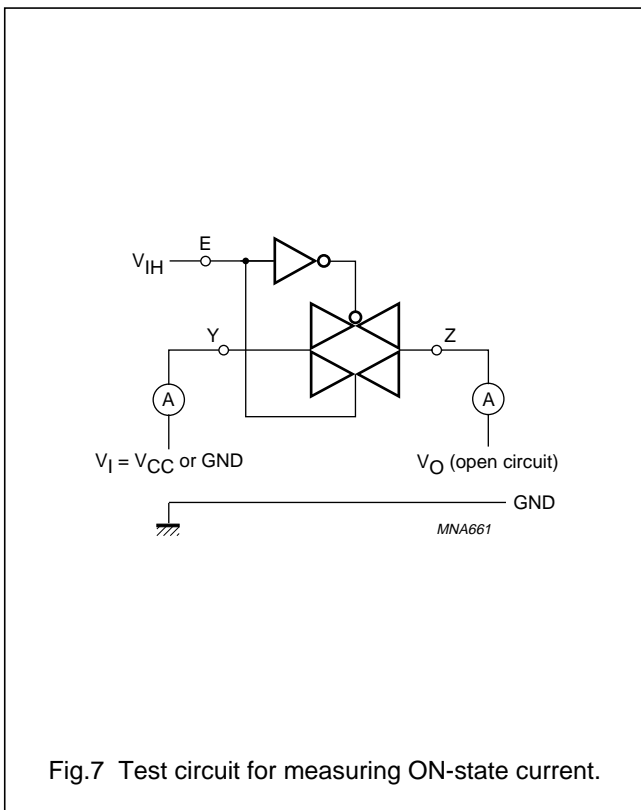 E
VIH
Y
Z
A
A
VI = VCC or GND
VO (open circuit)
GND
MNA661
Fig.7 Test circuit for measuring ON-state current.